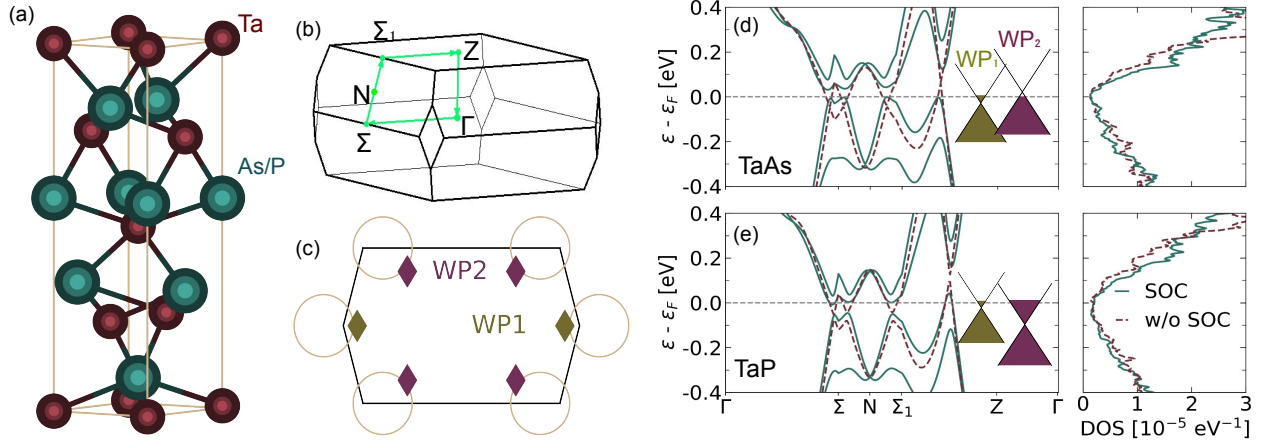 (a)
Ta
As/P
(b)
Σ₁
Z
N
Γ
Σ
(c)
WP2
WP1
(d)
0.4
0.2
0.0
-0.2
-0.4
ε - ε_F [eV]
WP₁
WP₂
TaAs
(e)
0.4
0.2
0.0
-0.2
-0.4
ε - ε_F [eV]
TaP
Γ Σ N Σ₁ Z Γ
SOC
w/o SOC
0 1 2 3
DOS [10⁻⁵ eV⁻¹]